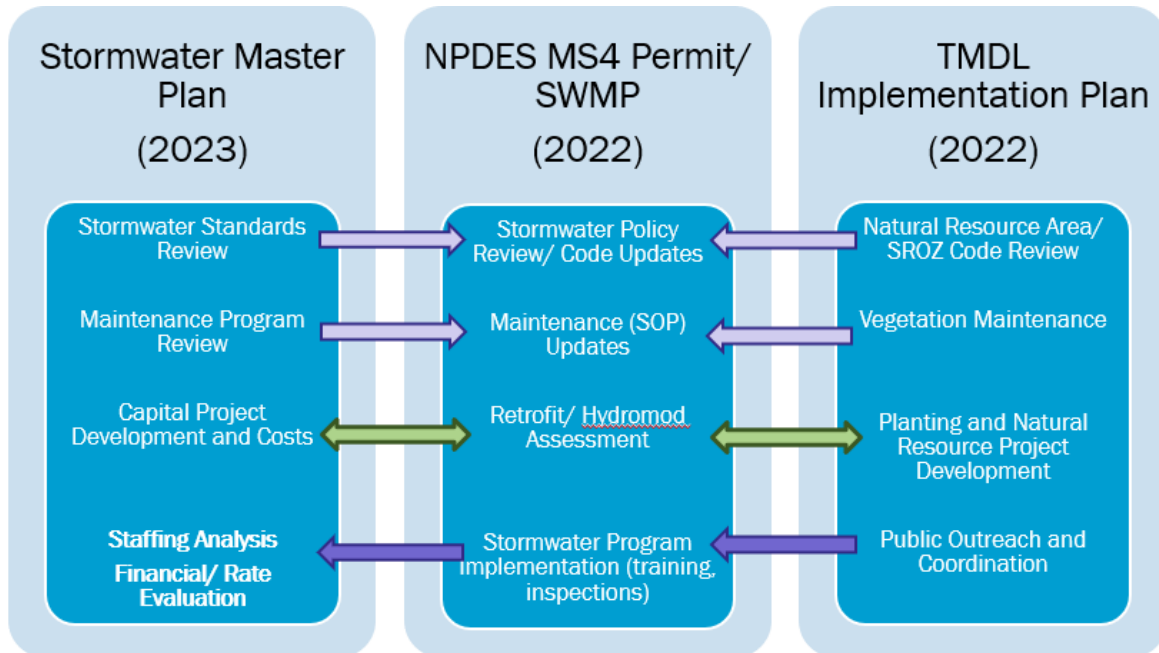 Stormwater Master
Plan
(2023)
Stormwater Standards
Review
Maintenance Program
Review
Capital Project
Development and Costs
Staffing Analysis
Financial/ Rate
Evaluation
NPDES MS4 Permit/
SWMP
(2022)
Stormwater Policy
Review/ Code Updates
Maintenance (SOP)
Updates
Retrofit/ Hydromod
Assessment
Stormwater Program
Implementation (training,
inspections)
TMDL
Implementation Plan
(2022)
Natural Resource Area/
SROZ Code Review
Vegetation Maintenance
Planting and Natural
Resource Project
Development
Public Outreach and
Coordination